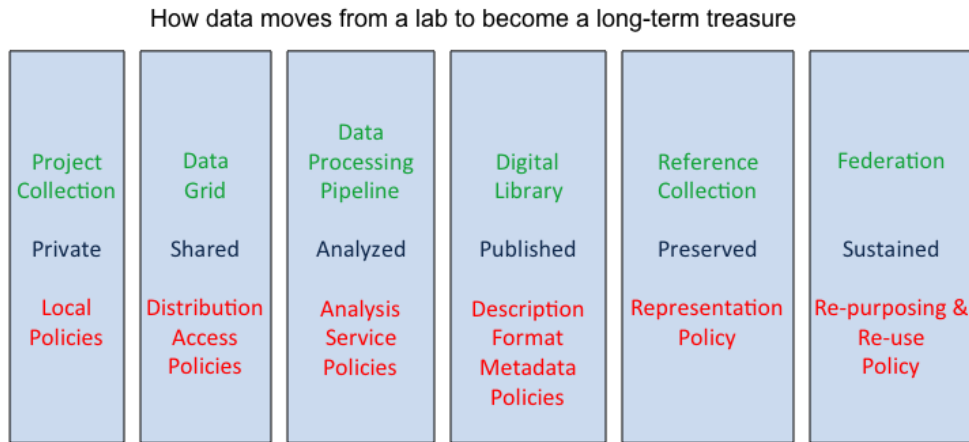 How data moves from a lab to become a long-term treasure
Project
Collection
Private
Local
Policies
Data
Grid
Shared
Distribution
Access
Policies
Data
Processing
Pipeline
Analyzed
Analysis
Service
Policies
Digital
Library
Published
Description
Format
Metadata
Policies
Reference
Collection
Preserved
Representation
Policy
Federation
Sustained
Re-purposing &
Re-use
Policy